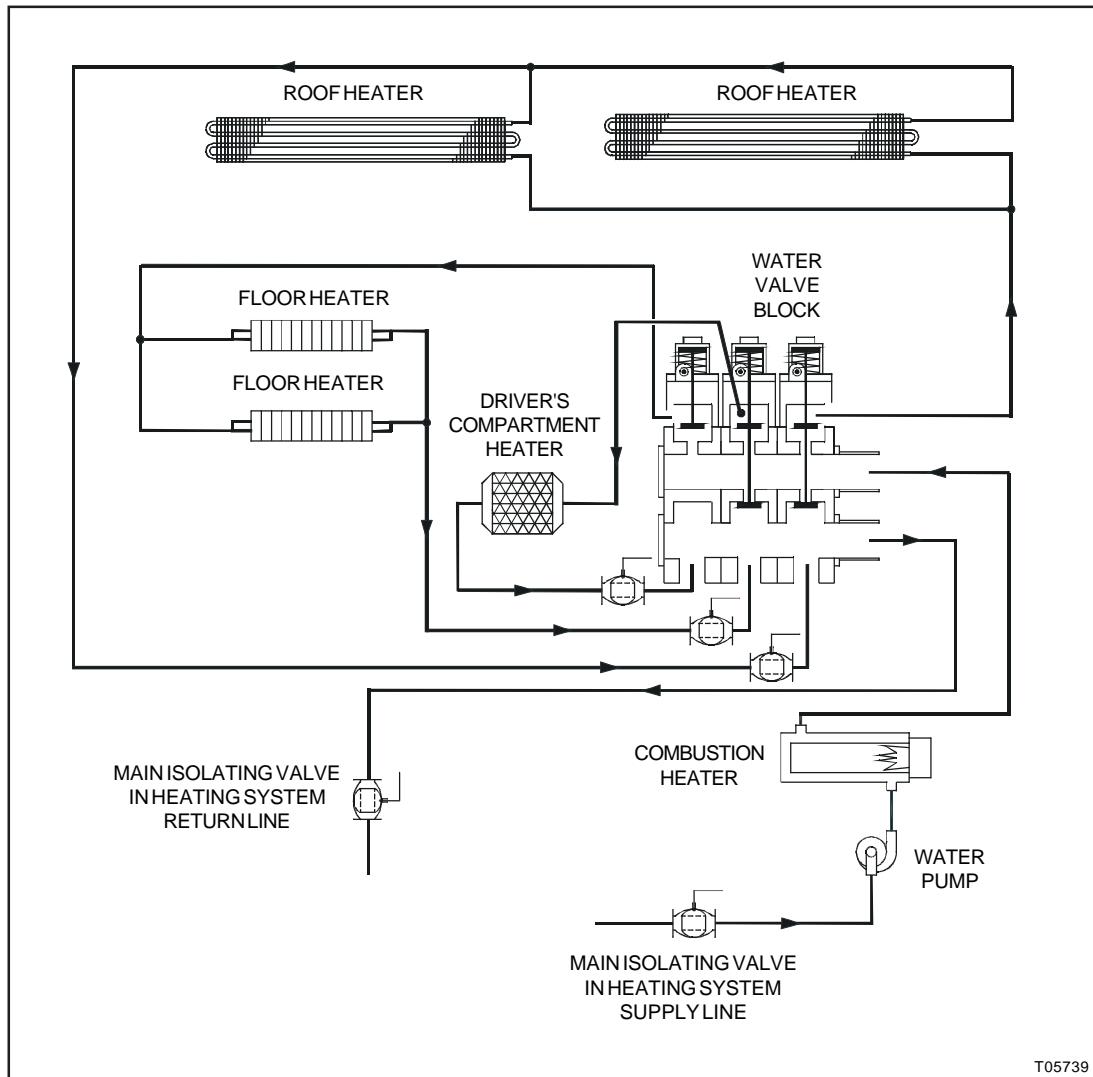 ROOF HEATER
ROOF HEATER
WATER
VALVE
BLOCK
FLOOR HEATER
FLOOR HEATER
DRIVER'S
COMPARTMENT
HEATER
COMBUSTION
HEATER
MAIN ISOLATING VALVE
IN HEATING SYSTEM
RETURN LINE
WATER
PUMP
MAIN ISOLATING VALVE
IN HEATING SYSTEM
SUPPLY LINE
T05739